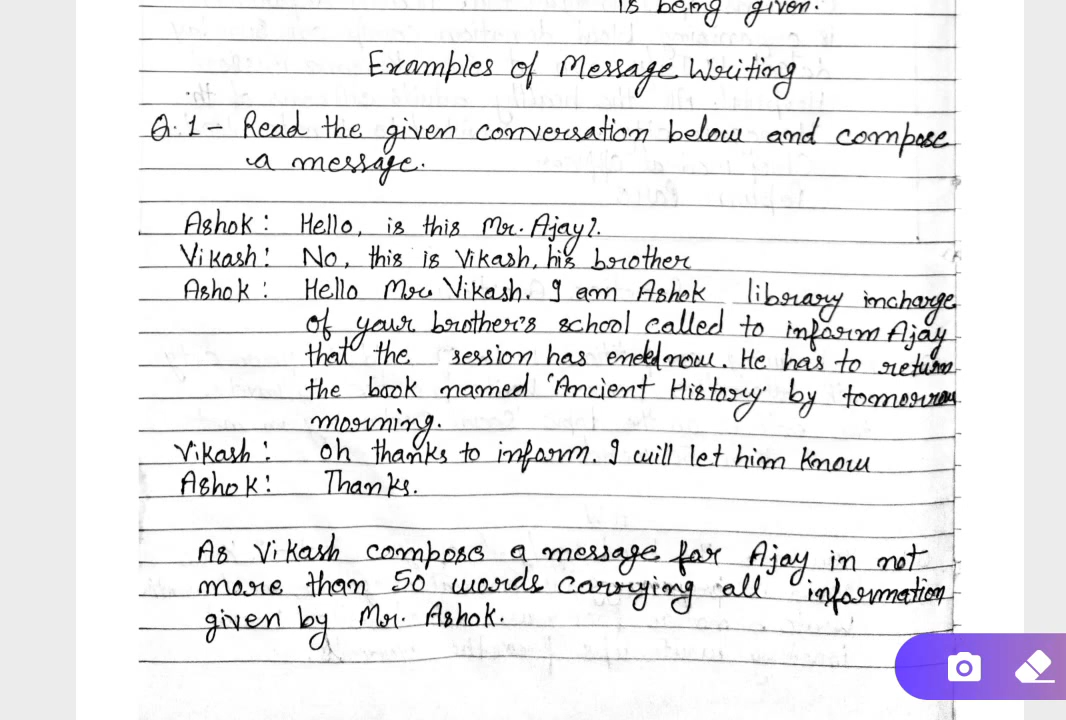 is being given.
Examples of Message Writing
Q.1- Read the given conversation below and compose
a message.
Ashok: Hello, is this Mr. Ajay?.
Vikash: No, this is Vikash, his brother
Ashok: Hello Mr. Vikash. I am Ashok library incharge
of your brother's school called to inform Ajay
that the session has ended now. He has to return
the book named 'Ancient History' by tomorrow
morning.
Vikash: oh thanks to inform. I will let him know
Ashok: Thanks.
As Vikash compose a message for Ajay in not
more than 50 words carrying all information
given by Mr. Ashok.